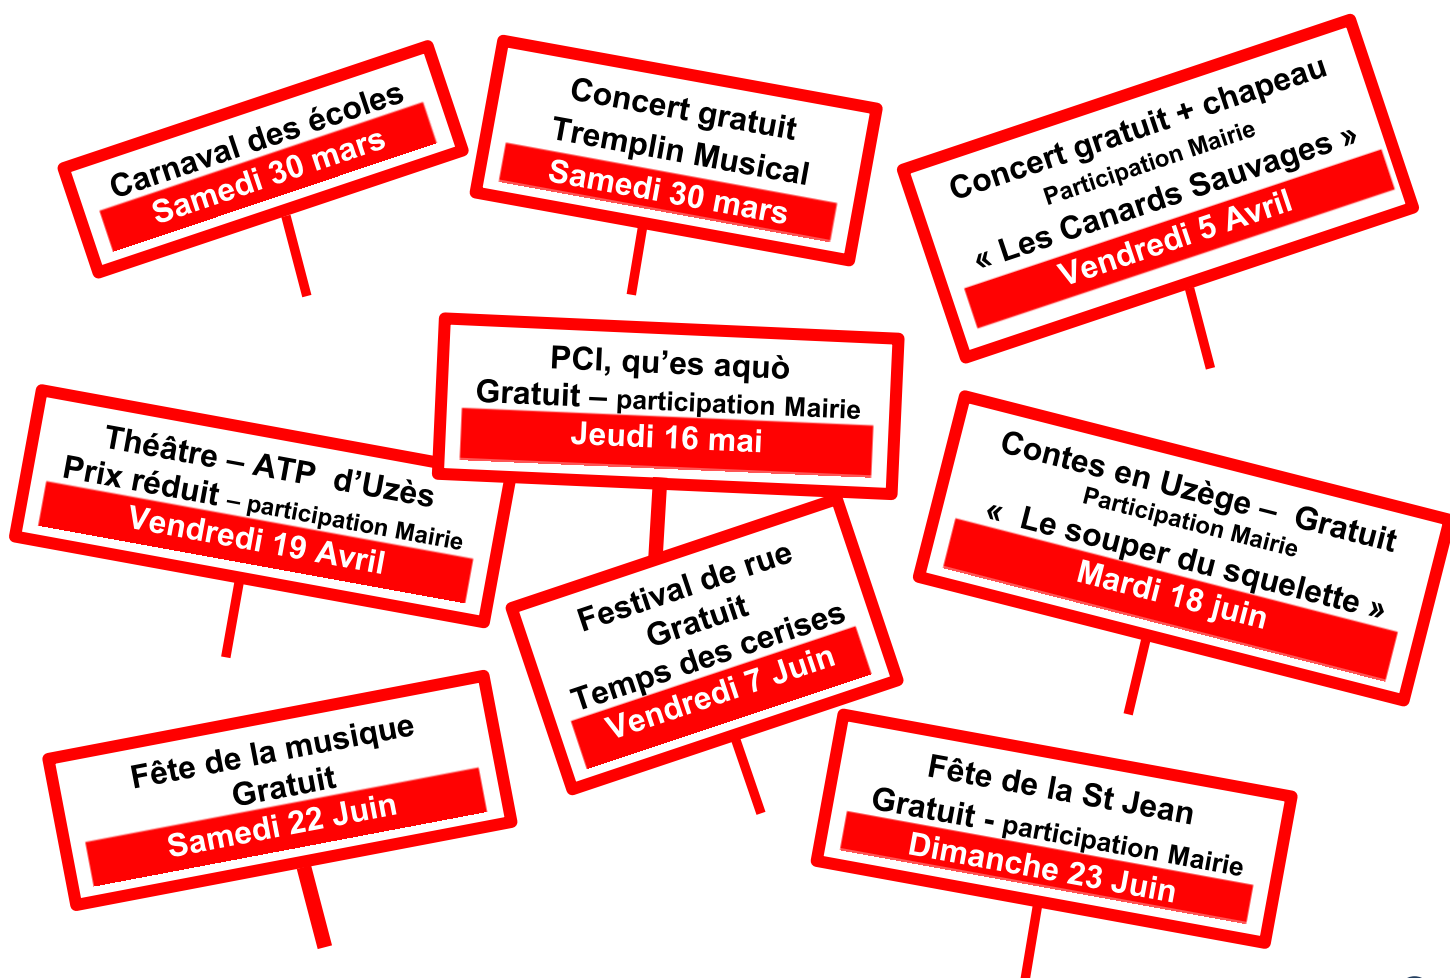 Carnaval des écoles
Samedi 30 mars
Concert gratuit
Tremplin Musical
Samedi 30 mars
Concert gratuit + chapeau
Participation Mairie
« Les Canards Sauvages »
Vendredi 5 Avril
PCI, qu’es aquò
Gratuit – participation Mairie
Jeudi 16 mai
Théâtre – ATP d’Uzès
Prix réduit – participation Mairie
Vendredi 19 Avril
Contes en Uzège – Gratuit
Participation Mairie
« Le souper du squelette »
Mardi 18 juin
Festival de rue
Gratuit
Temps des cerises
Vendredi 7 Juin
Fête de la musique
Gratuit
Samedi 22 Juin
Fête de la St Jean
Gratuit - participation Mairie
Dimanche 23 Juin